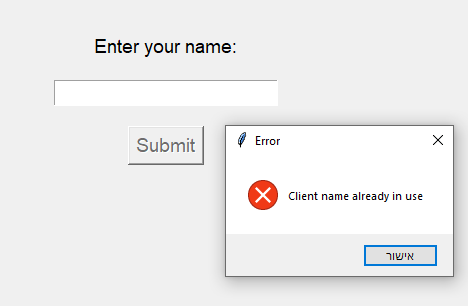 Enter your name:
Submit
Error
Client name already in use
אישור